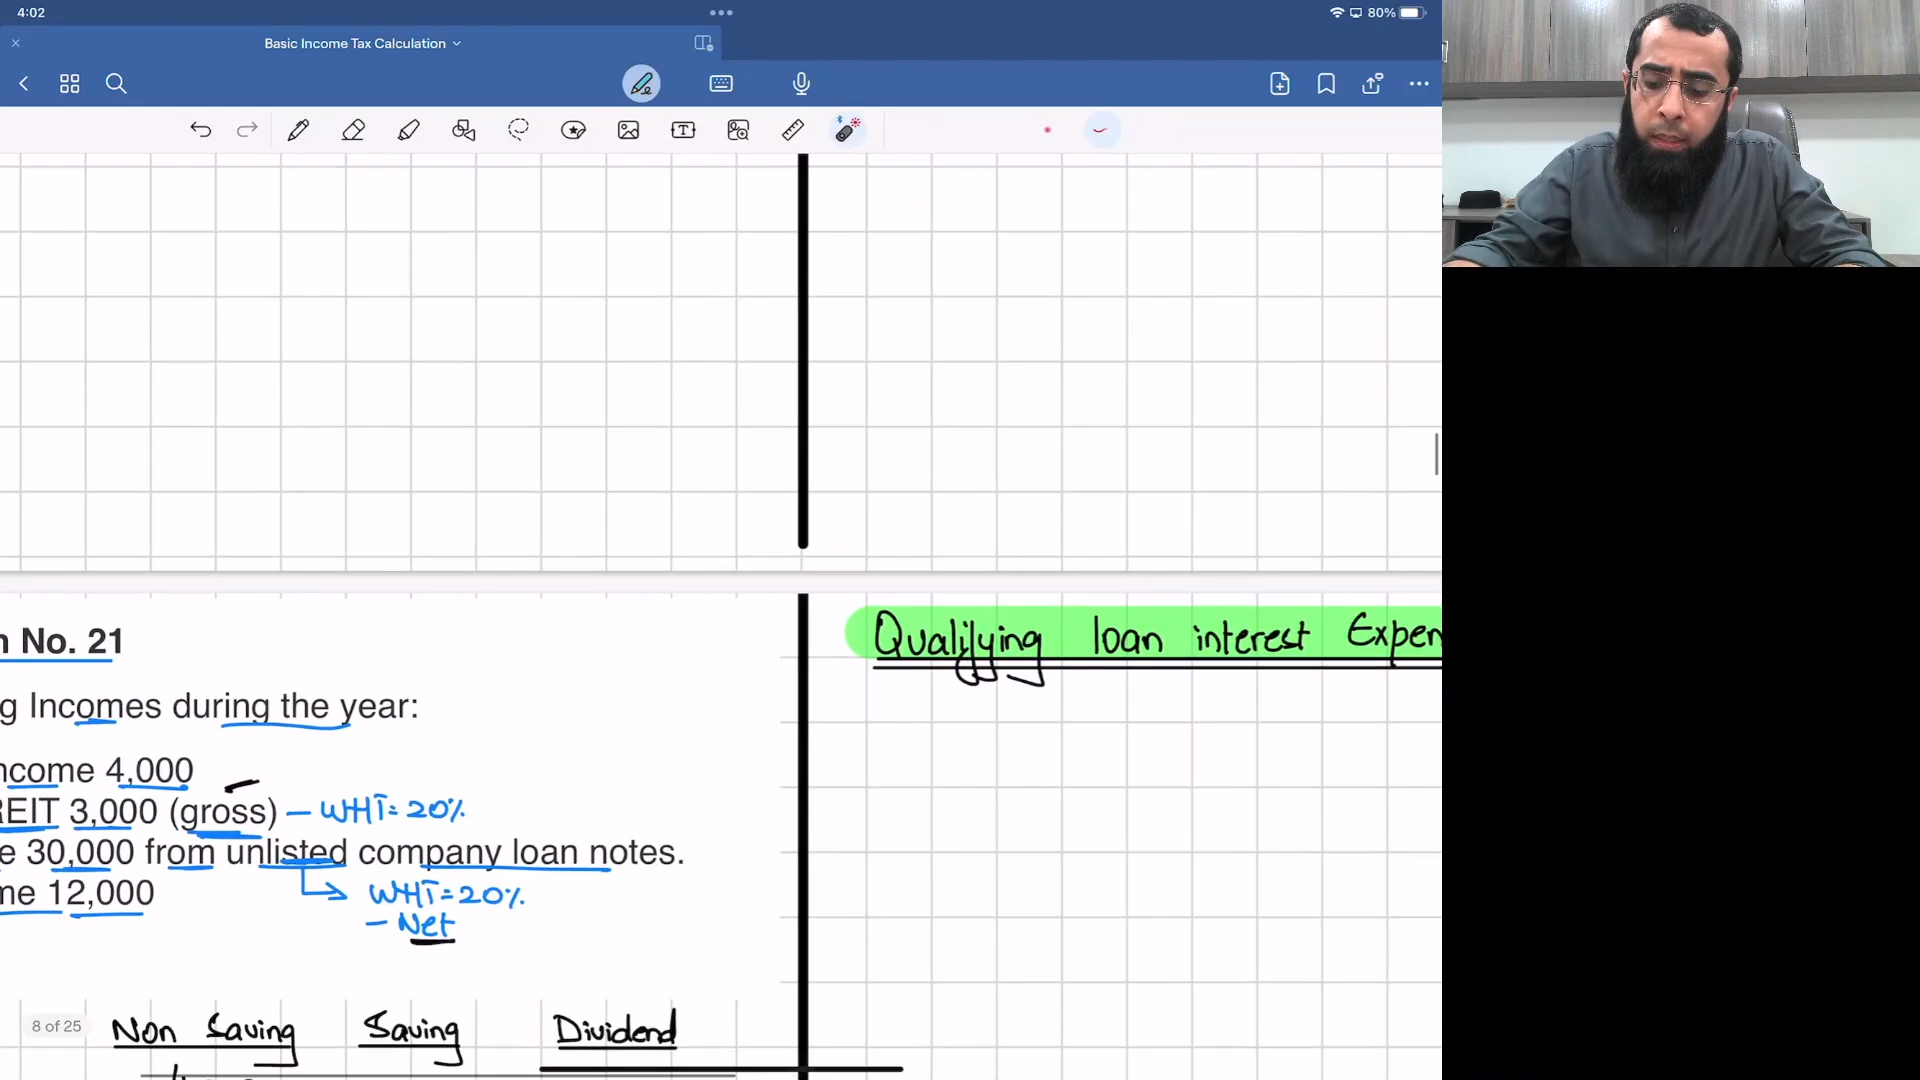 4:02
80%
Basic Income Tax Calculation
n No. 21
g Incomes during the year:
ncome 4,000
REIT 3,000 (gross) — WHT = 20%
e 30,000 from unlisted company loan notes.
WHT = 20%
me 12,000
— Net
Non Saving Saving Dividend
8 of 25
Qualifying loan interest Expen